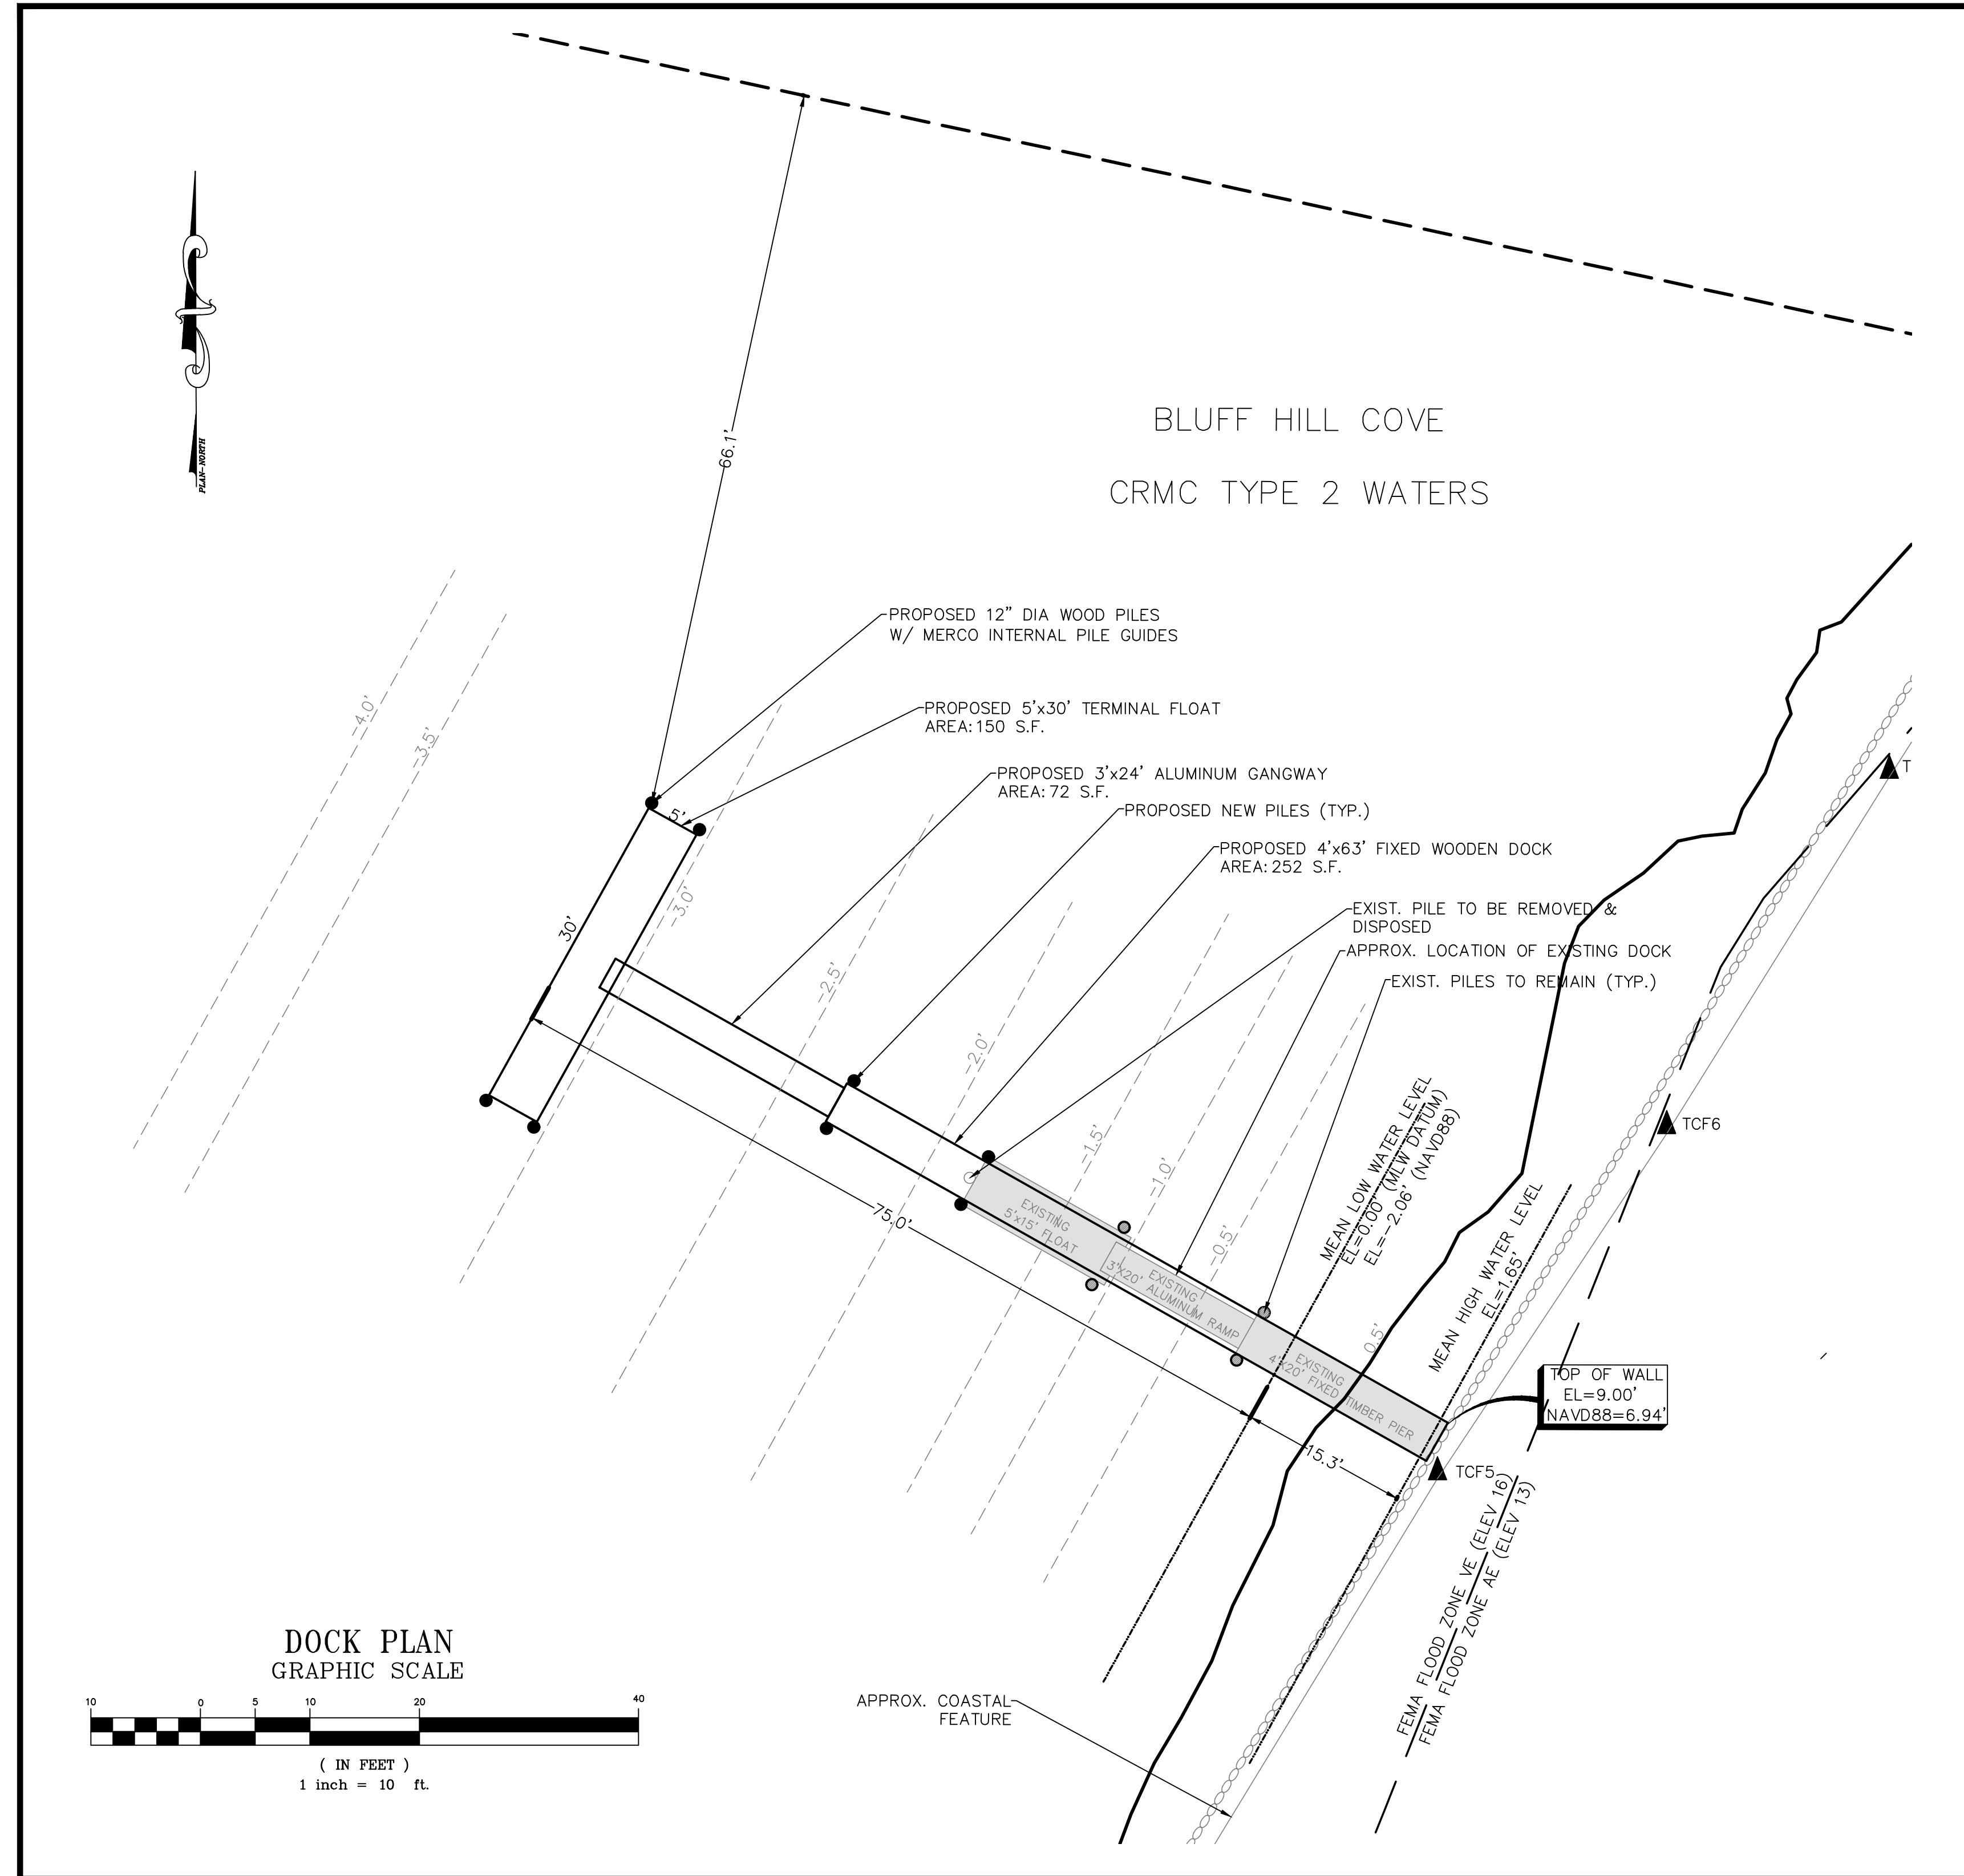 PLAN-NORTH
66.1'
BLUFF HILL COVE
CRMC TYPE 2 WATERS
PROPOSED 12" DIA WOOD PILES
W/ MERCO INTERNAL PILE GUIDES
PROPOSED 5'x30' TERMINAL FLOAT
AREA: 150 S.F.
PROPOSED 3'x24' ALUMINUM GANGWAY
AREA: 72 S.F.
PROPOSED NEW PILES (TYP.)
PROPOSED 4'x63' FIXED WOODEN DOCK
AREA: 252 S.F.
EXIST. PILE TO BE REMOVED &
DISPOSED
APPROX. LOCATION OF EXISTING DOCK
EXIST. PILES TO REMAIN (TYP.)
-4.0'
-3.5'
-3.0'
-2.5'
-2.0'
-1.5'
-1.0'
-0.5'
0.5'
5'
30'
75.0'
15.3'
EXISTING
5'x15' FLOAT
EXISTING
3'X20' ALUMINUM RAMP
EXISTING
4'X20' FIXED TIMBER PIER
MEAN LOW WATER LEVEL
EL=0.00' (MLW DATUM)
EL=-2.06' (NAVD88)
MEAN HIGH WATER LEVEL
EL=1.65'
T
TCF6
TCF5
TOP OF WALL
EL=9.00'
NAVD88=6.94'
FEMA FLOOD ZONE VE (ELEV 16)
FEMA FLOOD ZONE AE (ELEV 13)
APPROX. COASTAL
FEATURE
DOCK PLAN
GRAPHIC SCALE
10 0 5 10 20 40
( IN FEET )
1 inch = 10 ft.